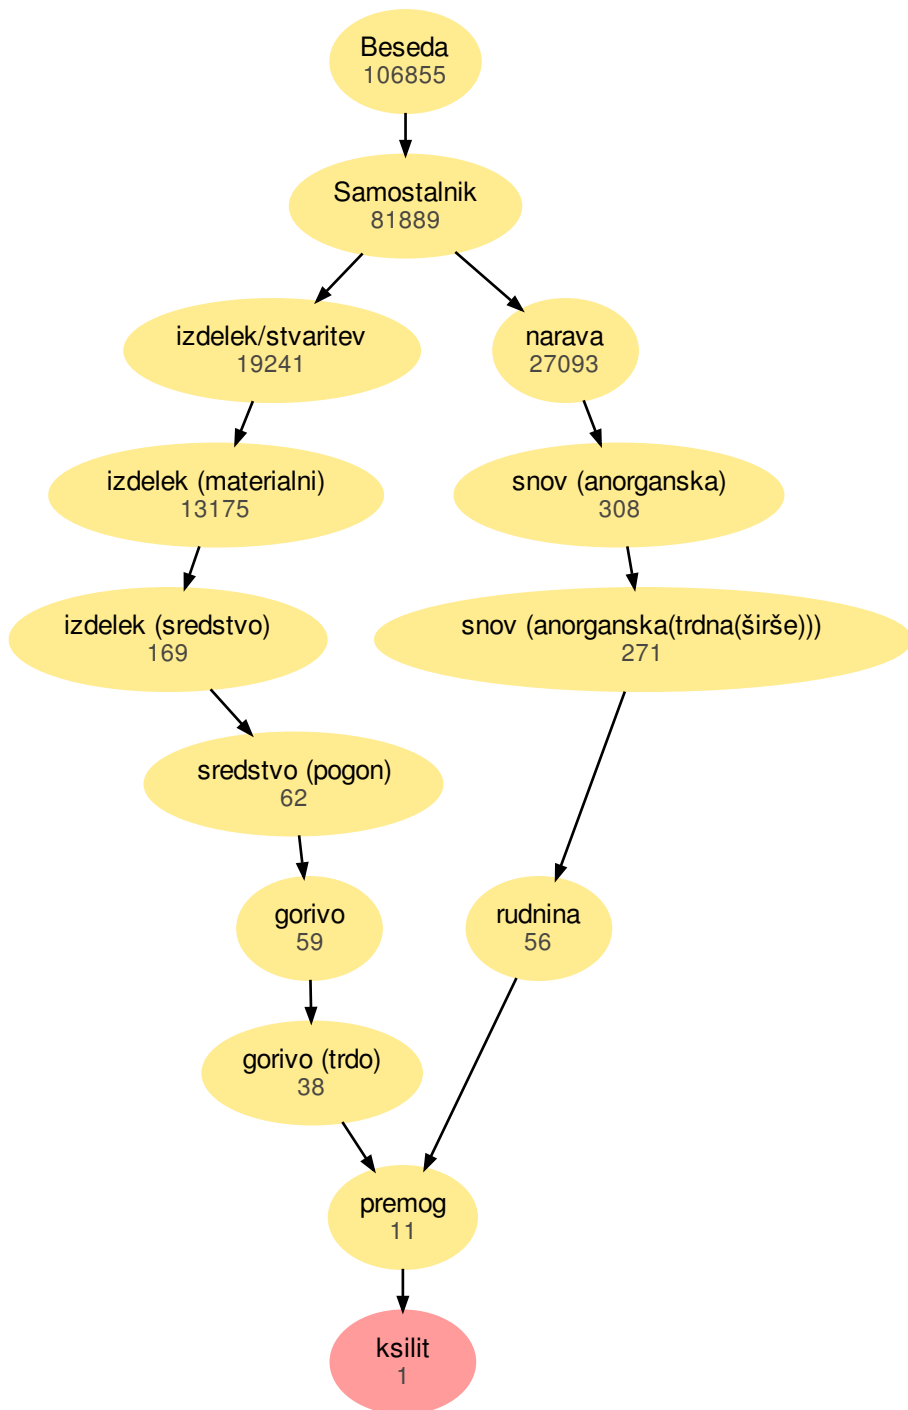 Beseda
106855
Samostalnik
81889
izdelek/stvaritev
19241
narava
27093
izdelek (materialni)
13175
snov (anorganska)
308
izdelek (sredstvo)
169
snov (anorganska(trdna(širše)))
271
sredstvo (pogon)
62
gorivo
59
rudnina
56
gorivo (trdo)
38
premog
11
ksilit
1